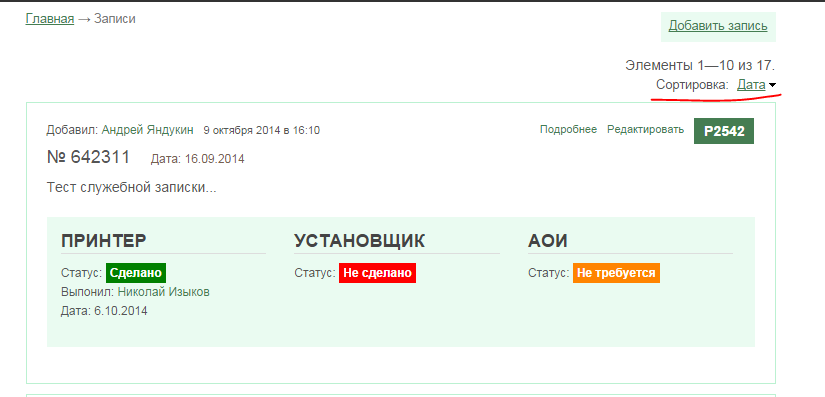 Главная → Записи
Добавить запись
Элементы 1—10 из 17.
Сортировка: Дата
Добавил: Андрей Яндукин 9 октября 2014 в 16:10 Подробнее Редактировать P2542
№ 642311 Дата: 16.09.2014
Тест служебной записки...
ПРИНТЕР УСТАНОВЩИК АОИ
Статус: Сделано Статус: Не сделано Статус: Не требуется
Выпонил: Николай Изыков
Дата: 6.10.2014